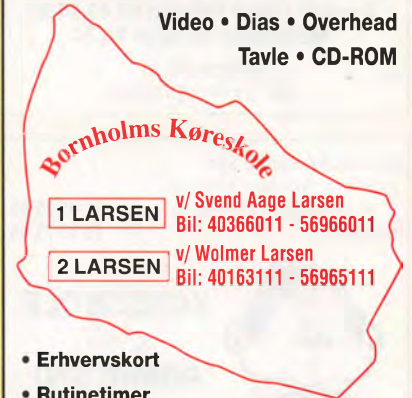 Video • Dias • Overhead
Tavle • CD-ROM
Bornholms Køreskole
1 LARSEN
v/ Svend Aage Larsen
Bil: 40366011 - 56966011
2 LARSEN
v/ Wolmer Larsen
Bil: 40163111 - 56965111
• Erhvervskort
• Rutinetimer